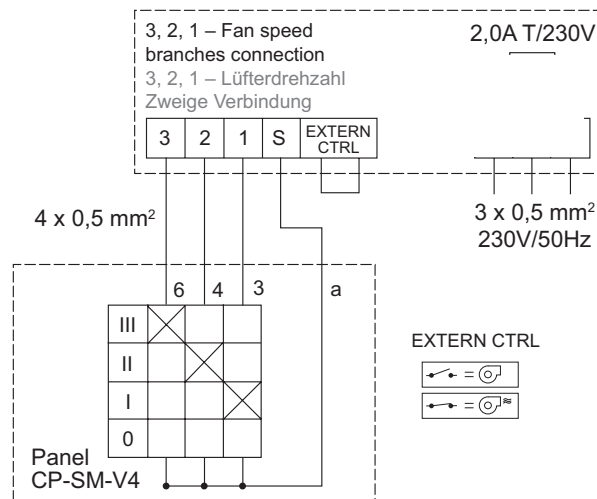 3, 2, 1 – Fan speed
branches connection
3, 2, 1 – Lüfterdrehzahl
Zweige Verbindung
2,0A T/230V
3 2 1 S EXTERN
CTRL
4 x 0,5 mm²
3 x 0,5 mm²
230V/50Hz
6 4 3 a
III
II
I
0
Panel
CP-SM-V4
EXTERN CTRL
=
=